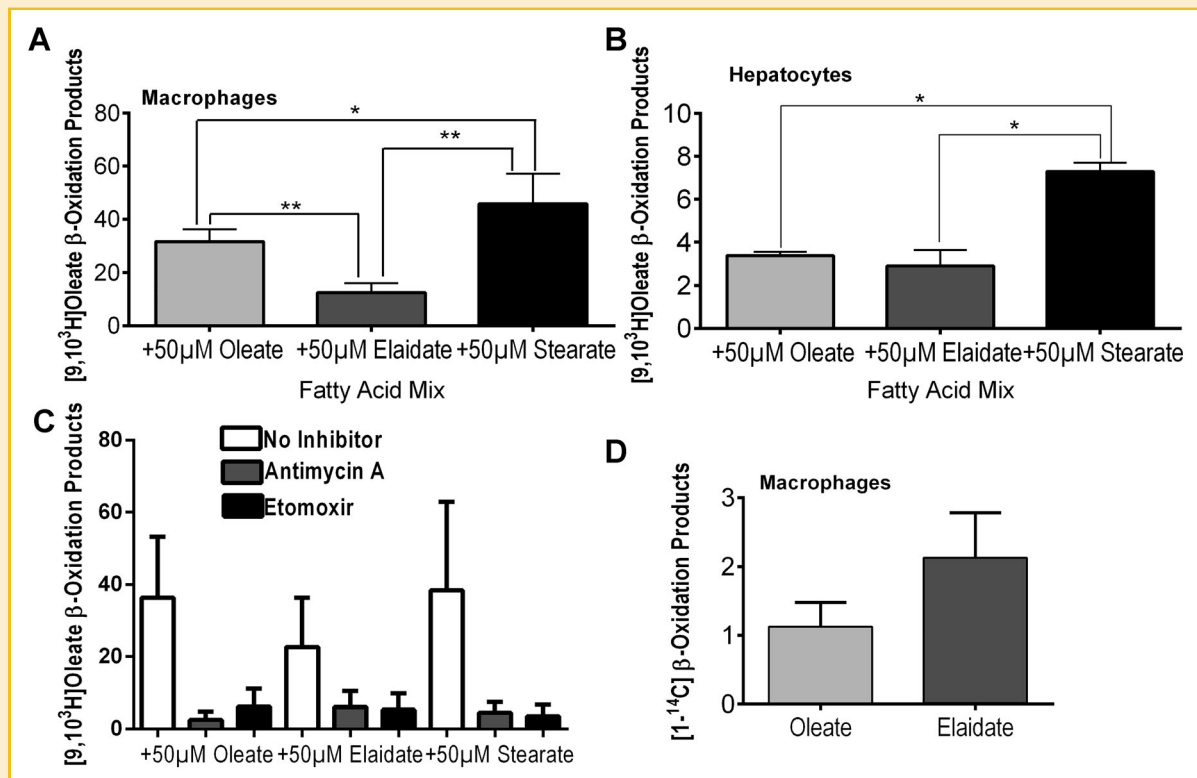 A
Macrophages
[9,10³H]Oleate β-Oxidation Products
80
60
40
20
0
*
**
**
+50µM Oleate +50µM Elaidate +50µM Stearate
Fatty Acid Mix
B
Hepatocytes
[9,10³H]Oleate β-Oxidation Products
10
8
6
4
2
0
*
*
+50µM Oleate +50µM Elaidate +50µM Stearate
Fatty Acid Mix
C
[9,10³H]Oleate β-Oxidation Products
80
60
40
20
0
No Inhibitor
Antimycin A
Etomoxir
+50µM Oleate +50µM Elaidate +50µM Stearate
D
Macrophages
[1-¹⁴C] β-Oxidation Products
3
2
1
0
Oleate Elaidate